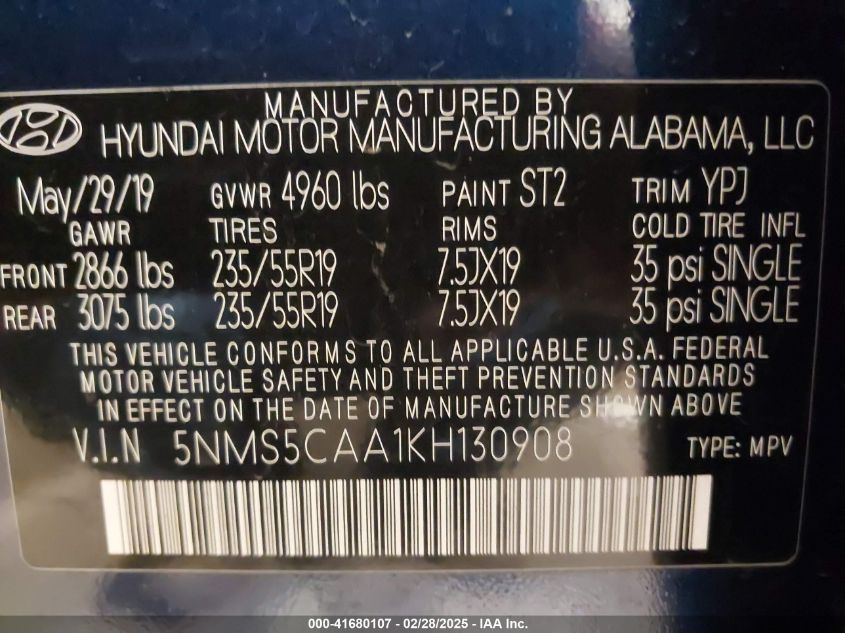 MANUFACTURED BY
HYUNDAI MOTOR MANUFACTURING ALABAMA, LLC
May/29/19 GVWR 4960 lbs PAINT ST2 TRIM YPJ
GAWR TIRES RIMS COLD TIRE INFL
FRONT 2866 lbs 235/55R19 7.5JX19 35 psi SINGLE
REAR 3075 lbs 235/55R19 7.5JX19 35 psi SINGLE
THIS VEHICLE CONFORMS TO ALL APPLICABLE U.S.A. FEDERAL
MOTOR VEHICLE SAFETY AND THEFT PREVENTION STANDARDS
IN EFFECT ON THE DATE OF MANUFACTURE SHOWN ABOVE
V.I.N 5NMS5CAA1KH130908 TYPE: MPV
000-41680107 - 02/28/2025 - IAA Inc.